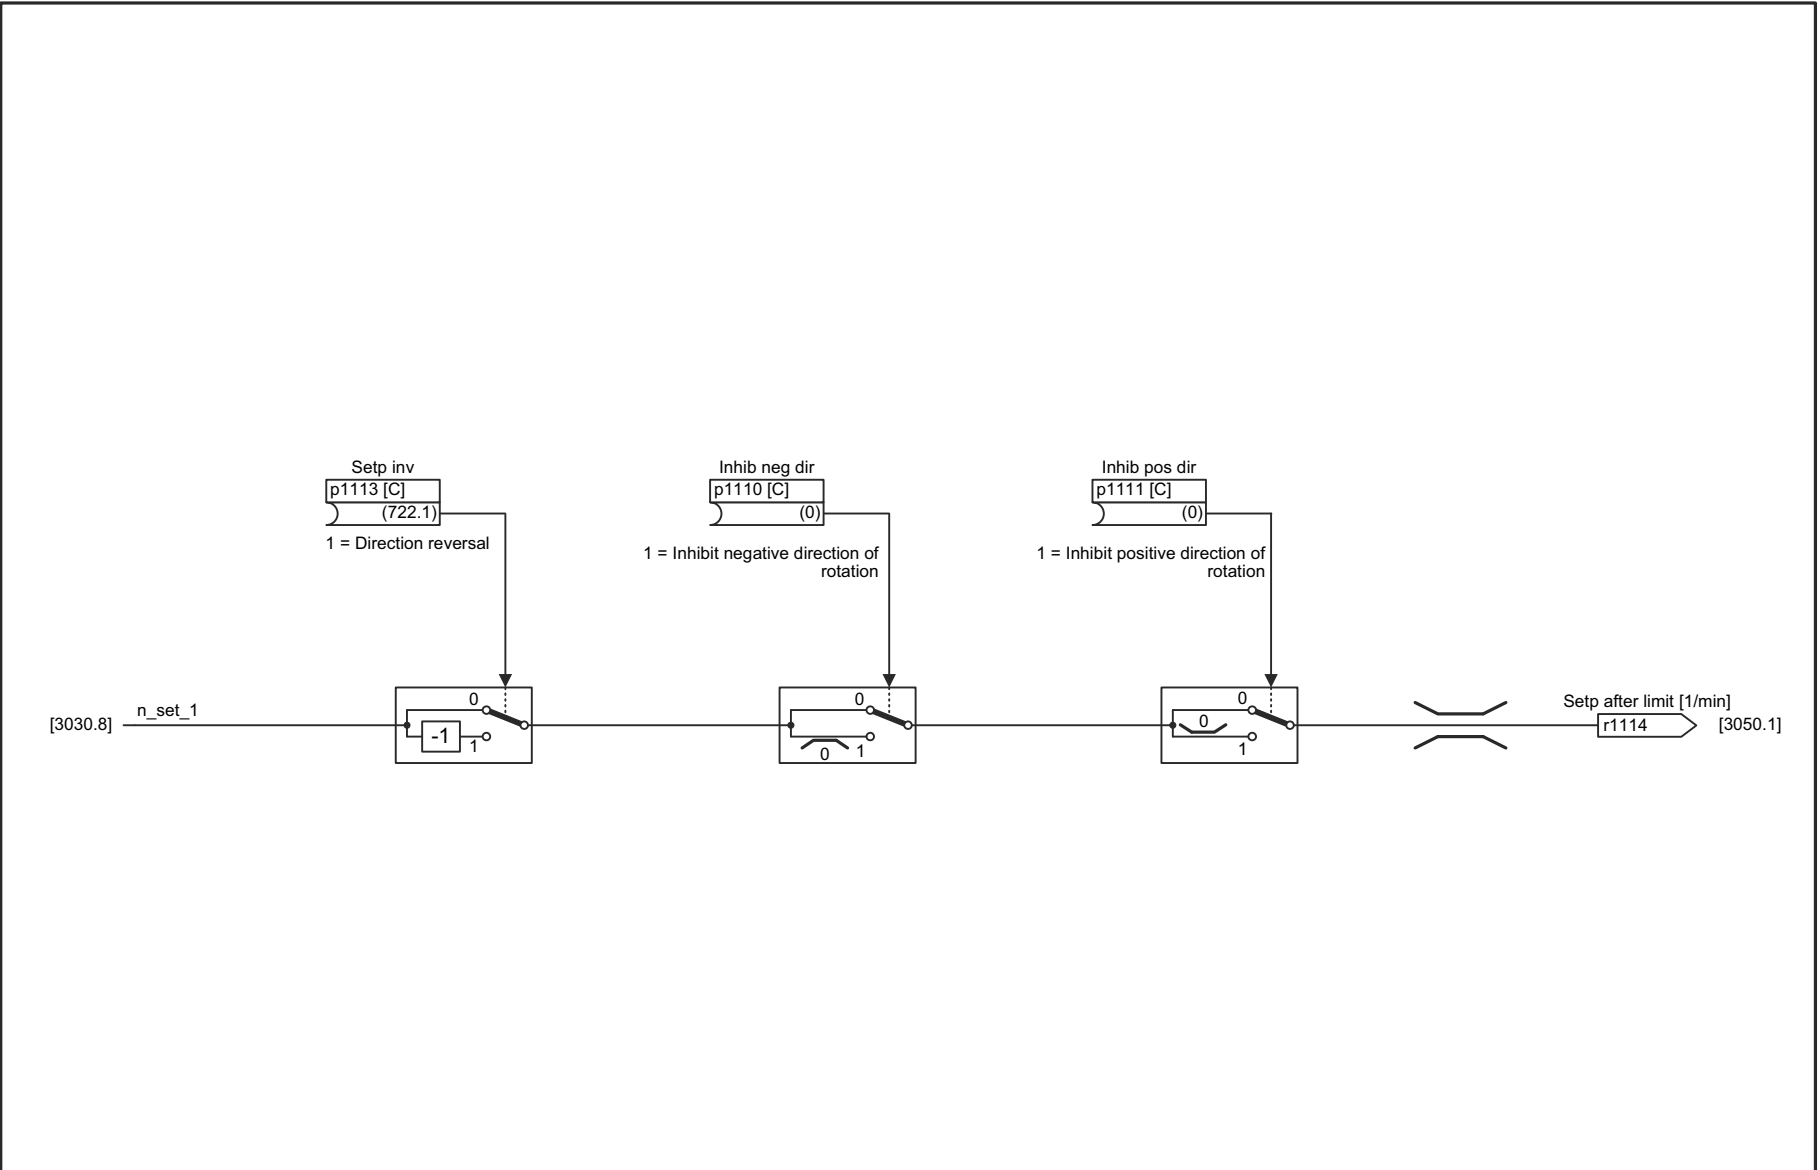 Setp inv
p1113 [C]
(722.1)
1 = Direction reversal
Inhib neg dir
p1110 [C]
(0)
1 = Inhibit negative direction of
rotation
Inhib pos dir
p1111 [C]
(0)
1 = Inhibit positive direction of
rotation
[3030.8]
n_set_1
0
-1
1
0
0
1
0
0
1
Setp after limit [1/min]
r1114
[3050.1]